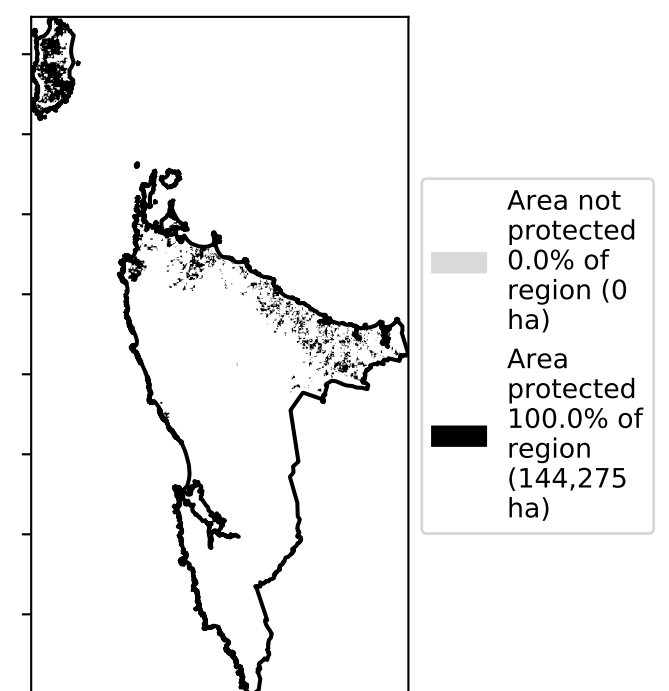 Area not
protected
0.0% of
region (0
ha)
Area
protected
100.0% of
region
(144,275
ha)